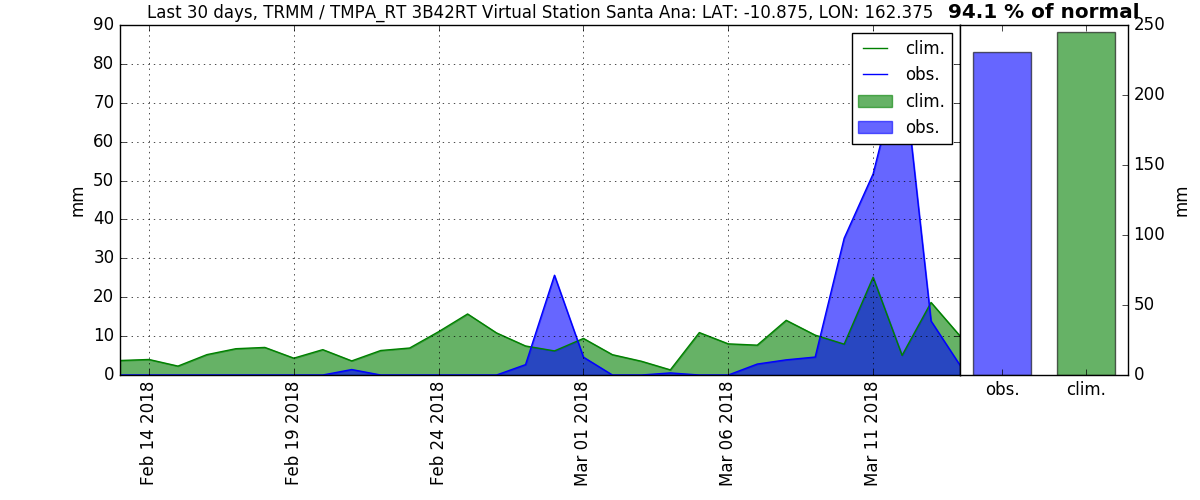 Last 30 days, TRMM / TMPA_RT 3B42RT Virtual Station Santa Ana: LAT: -10.875, LON: 162.375
94.1 % of normal
90
80
70
60
50
40
30
20
10
0
mm
clim.
obs.
clim.
obs.
Feb 14 2018
Feb 19 2018
Feb 24 2018
Mar 01 2018
Mar 06 2018
Mar 11 2018
250
200
150
100
50
0
mm
obs.
clim.